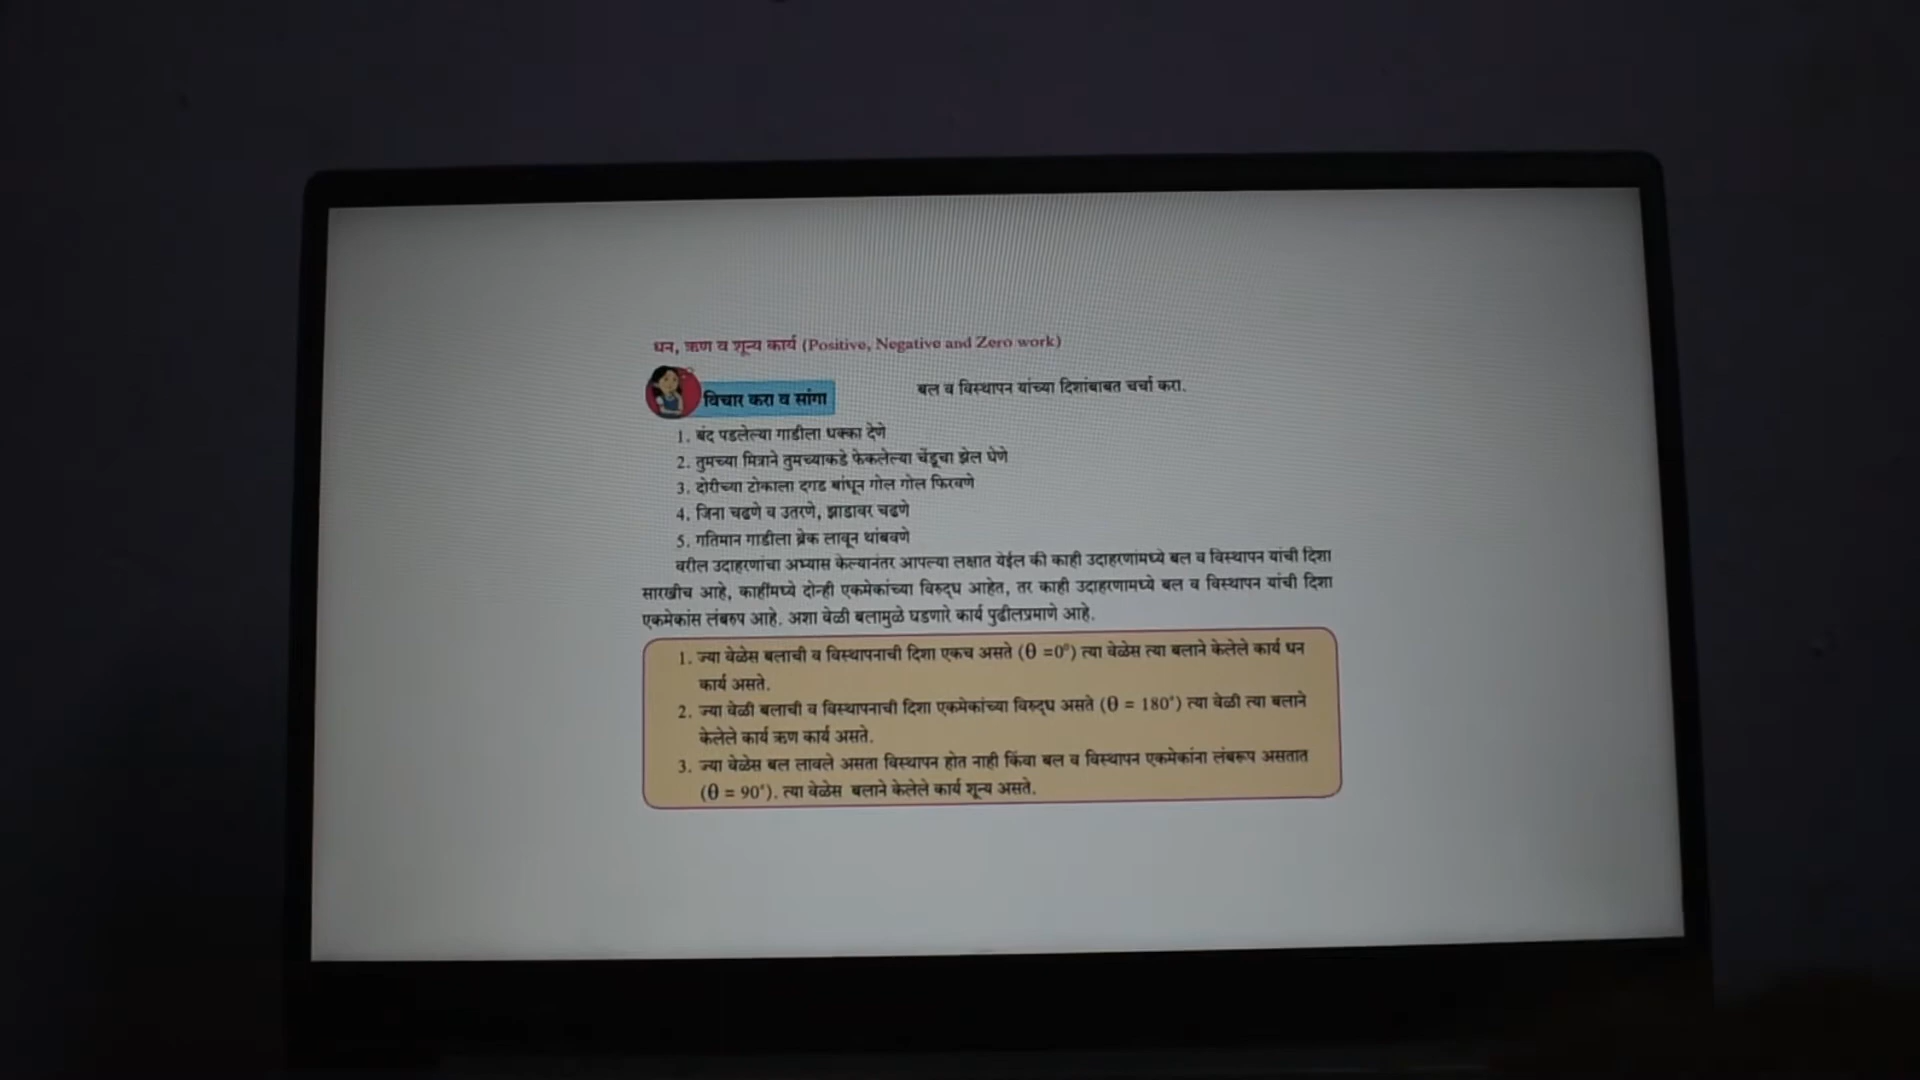 धन, ऋण व शून्य कार्य (Positive, Negative and Zero work)
विचार करा व सांगा
बल व विस्थापन यांच्या दिशांबाबत चर्चा करा.
1. बंद पडलेल्या गाडीला धक्का देणे
2. तुमच्या मित्राने तुमच्याकडे फेकलेल्या चेंडूचा झेल घेणे
3. दोरीच्या टोकाला दगड बांधून गोल गोल फिरवणे
4. जिना चढणे व उतरणे, झाडावर चढणे
5. गतिमान गाडीला ब्रेक लावून थांबवणे
वरील उदाहरणांचा अभ्यास केल्यानंतर आपल्या लक्षात येईल की काही उदाहरणांमध्ये बल व विस्थापन यांची दिशा
सारखीच आहे, काहींमध्ये दोन्ही एकमेकांच्या विरुद्ध आहेत, तर काही उदाहरणामध्ये बल व विस्थापन यांची दिशा
एकमेकांस लंबरुप आहे. अशा वेळी बलामुळे घडणारे कार्य पुढीलप्रमाणे आहे.
1. ज्या वेळेस बलाची व विस्थापनाची दिशा एकच असते (θ =0°) त्या वेळेस त्या बलाने केलेले कार्य धन
कार्य असते.
2. ज्या वेळी बलाची व विस्थापनाची दिशा एकमेकांच्या विरुद्ध असते (θ = 180°) त्या वेळी त्या बलाने
केलेले कार्य ऋण कार्य असते.
3. ज्या वेळेस बल लावले असता विस्थापन होत नाही किंवा बल व विस्थापन एकमेकांना लंबरूप असतात
(θ = 90°). त्या वेळेस बलाने केलेले कार्य शून्य असते.